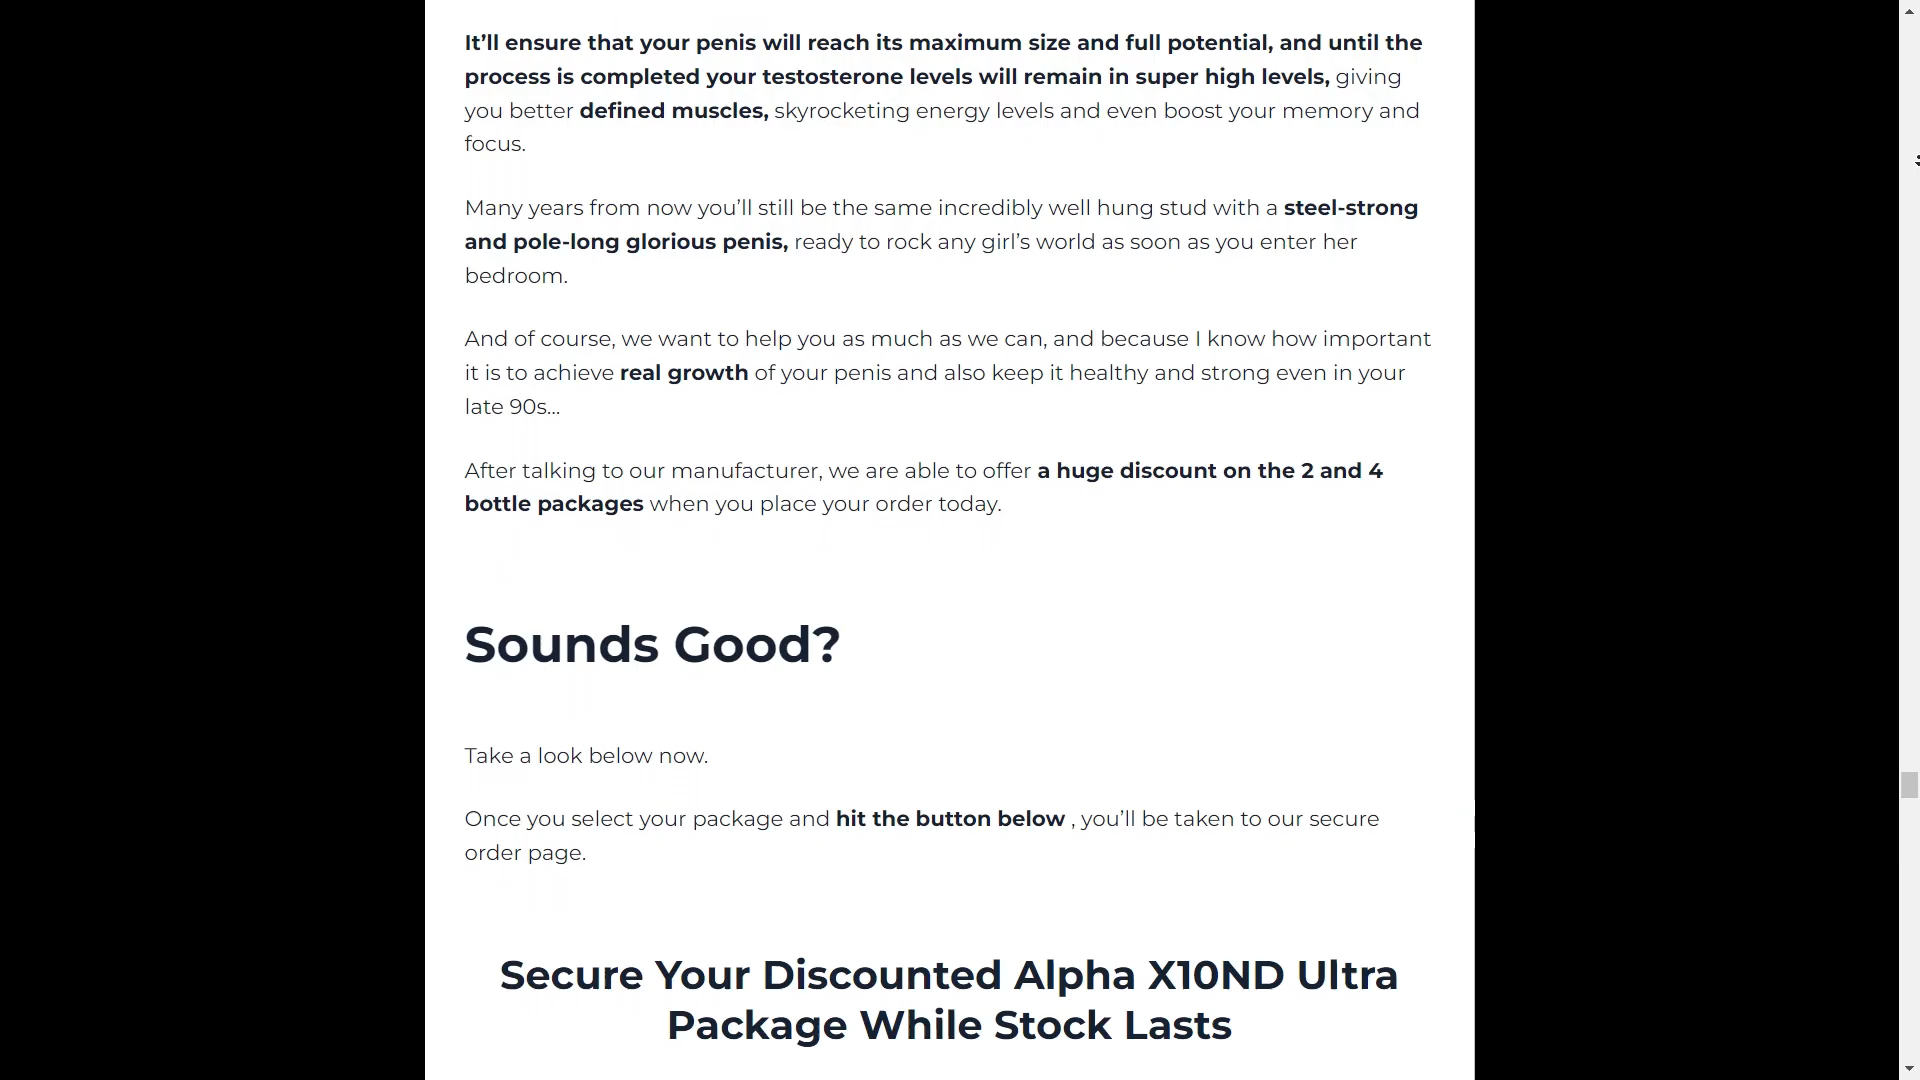 It’ll ensure that your penis will reach its maximum size and full potential, and until the
process is completed your testosterone levels will remain in super high levels, giving
you better defined muscles, skyrocketing energy levels and even boost your memory and
focus.
Many years from now you’ll still be the same incredibly well hung stud with a steel-strong
and pole-long glorious penis, ready to rock any girl’s world as soon as you enter her
bedroom.
And of course, we want to help you as much as we can, and because I know how important
it is to achieve real growth of your penis and also keep it healthy and strong even in your
late 90s...
After talking to our manufacturer, we are able to offer a huge discount on the 2 and 4
bottle packages when you place your order today.
Sounds Good?
Take a look below now.
Once you select your package and hit the button below , you’ll be taken to our secure
order page.
Secure Your Discounted Alpha X10ND Ultra
Package While Stock Lasts